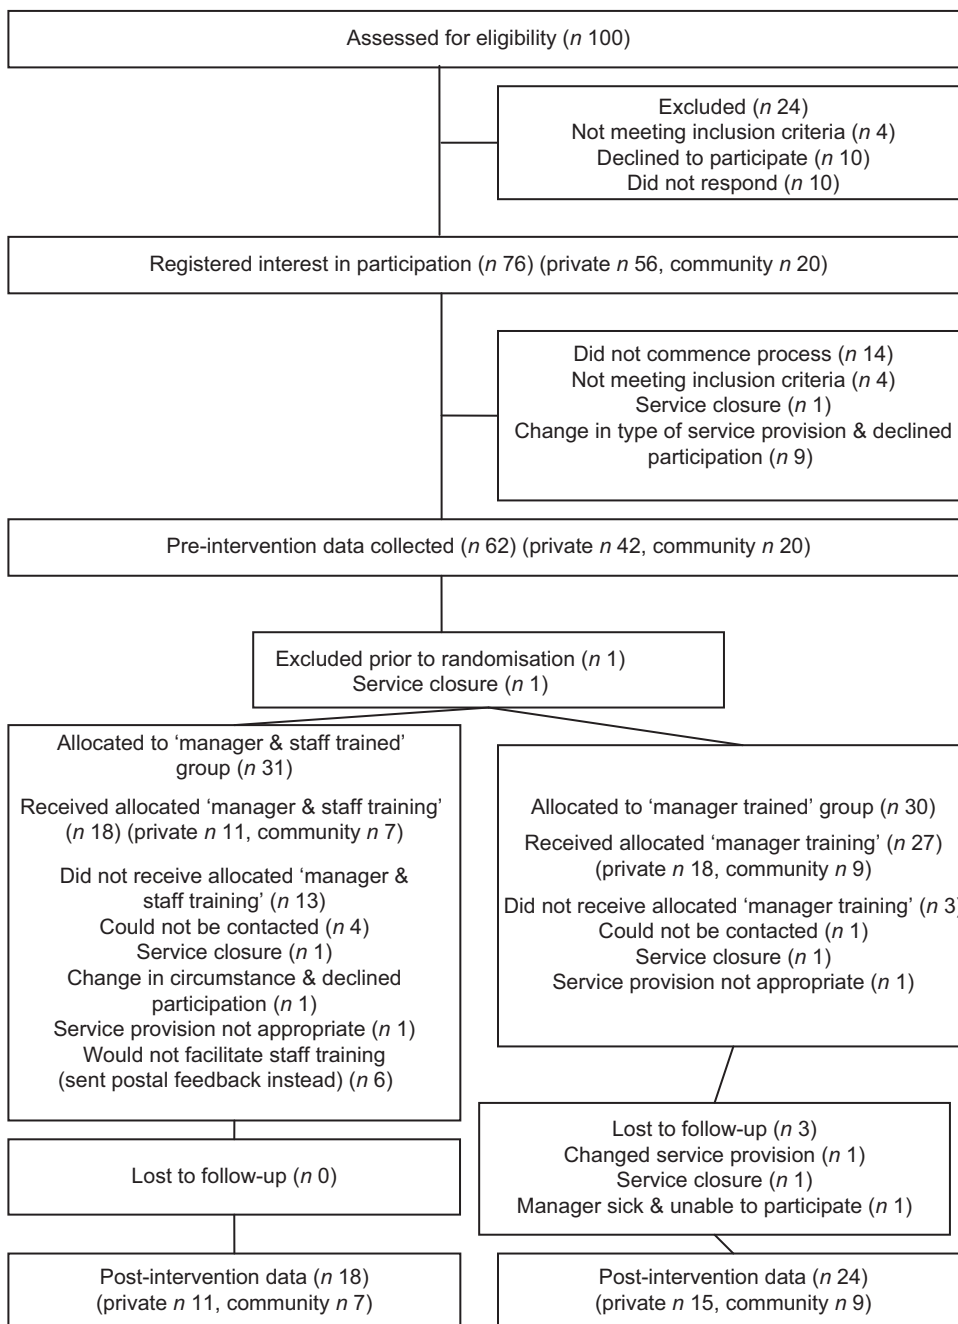 Assessed for eligibility (n 100)
Excluded (n 24)
Not meeting inclusion criteria (n 4)
Declined to participate (n 10)
Did not respond (n 10)
Registered interest in participation (n 76) (private n 56, community n 20)
Did not commence process (n 14)
Not meeting inclusion criteria (n 4)
Service closure (n 1)
Change in type of service provision & declined
participation (n 9)
Pre-intervention data collected (n 62) (private n 42, community n 20)
Excluded prior to randomisation (n 1)
Service closure (n 1)
Allocated to ‘manager & staff trained’
group (n 31)
Received allocated ‘manager & staff training’
(n 18) (private n 11, community n 7)
Did not receive allocated ‘manager &
staff training’ (n 13)
Could not be contacted (n 4)
Service closure (n 1)
Change in circumstance & declined
participation (n 1)
Service provision not appropriate (n 1)
Would not facilitate staff training
(sent postal feedback instead) (n 6)
Allocated to ‘manager trained’ group (n 30)
Received allocated ‘manager training’ (n 27)
(private n 18, community n 9)
Did not receive allocated ‘manager training’ (n 3)
Could not be contacted (n 1)
Service closure (n 1)
Service provision not appropriate (n 1)
Lost to follow-up (n 0)
Lost to follow-up (n 3)
Changed service provision (n 1)
Service closure (n 1)
Manager sick & unable to participate (n 1)
Post-intervention data (n 18)
(private n 11, community n 7)
Post-intervention data (n 24)
(private n 15, community n 9)